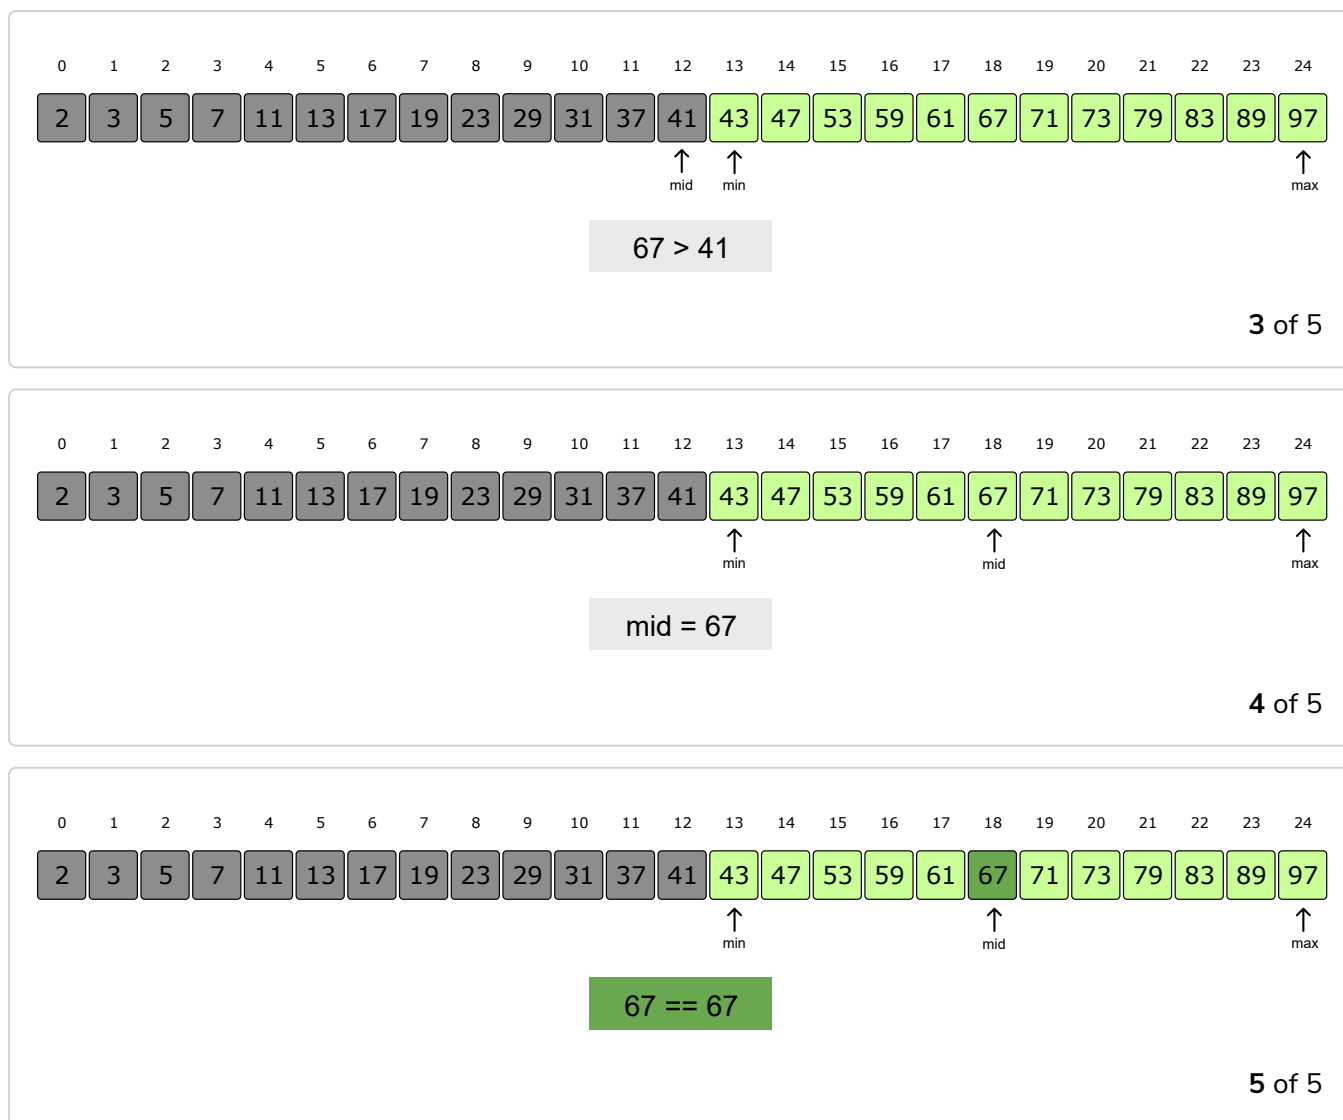 0 1 2 3 4 5 6 7 8 9 10 11 12 13 14 15 16 17 18 19 20 21 22 23 24
2 3 5 7 11 13 17 19 23 29 31 37 41 43 47 53 59 61 67 71 73 79 83 89 97
mid min max
67 > 41
3 of 5
0 1 2 3 4 5 6 7 8 9 10 11 12 13 14 15 16 17 18 19 20 21 22 23 24
2 3 5 7 11 13 17 19 23 29 31 37 41 43 47 53 59 61 67 71 73 79 83 89 97
min mid max
mid = 67
4 of 5
0 1 2 3 4 5 6 7 8 9 10 11 12 13 14 15 16 17 18 19 20 21 22 23 24
2 3 5 7 11 13 17 19 23 29 31 37 41 43 47 53 59 61 67 71 73 79 83 89 97
min mid max
67 == 67
5 of 5